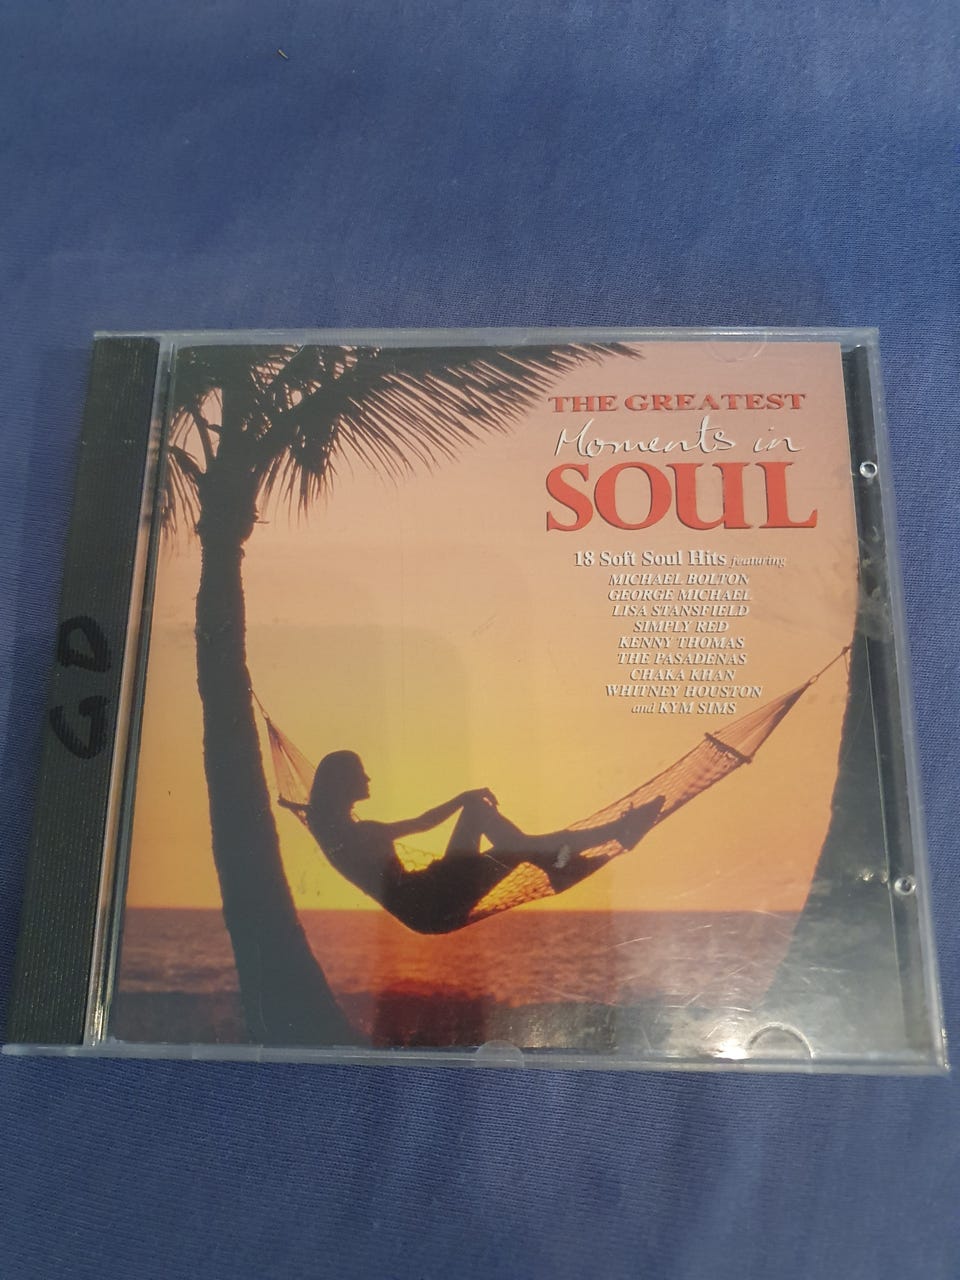 THE GREATEST
Moments in
SOUL
18 Soft Soul Hits featuring
MICHAEL BOLTON
GEORGE MICHAEL
LISA STANSFIELD
SIMPLY RED
KENNY THOMAS
THE PASADENAS
CHAKA KHAN
WHITNEY HOUSTON
and KYM SIMS
GD